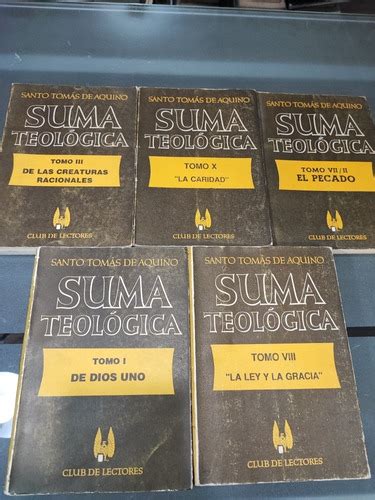 SANTO TOMÁS DE AQUINO
SUMA
TEOLÓGICA
TOMO III
DE LAS CREATURAS
RACIONALES
CLUB DE LECTORES
SANTO TOMÁS DE AQUINO
SUMA
TEOLÓGICA
TOMO X
"LA CARIDAD"
CLUB DE LECTORES
SANTO TOMÁS DE AQUINO
SUMA
TEOLÓGICA
TOMO VII/II
EL PECADO
CLUB DE LECTORES
SANTO TOMÁS DE AQUINO
SUMA
TEOLÓGICA
TOMO I
DE DIOS UNO
CLUB DE LECTORES
SANTO TOMÁS DE AQUINO
SUMA
TEOLÓGICA
TOMO VIII
"LA LEY Y LA GRACIA"
CLUB DE LECTORES